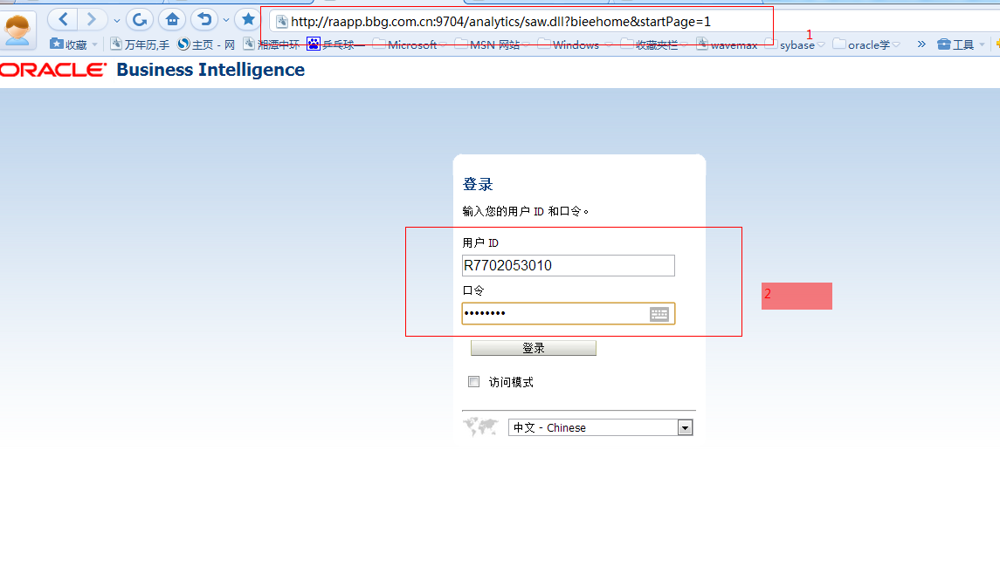 http://raapp.bbg.com.cn:9704/analytics/saw.dll?bieehome&startPage=1
1
收藏 万年历,手 主页 - 网 湘潭中环 乒乓球— Microsoft MSN 网站 Windows 收藏夹栏 wavemax sybase oracle学 » 工具
ORACLE Business Intelligence
登录
输入您的用户 ID 和口令。
用户 ID
R7702053010
口令
••••••••
2
登录
访问模式
中文 - Chinese